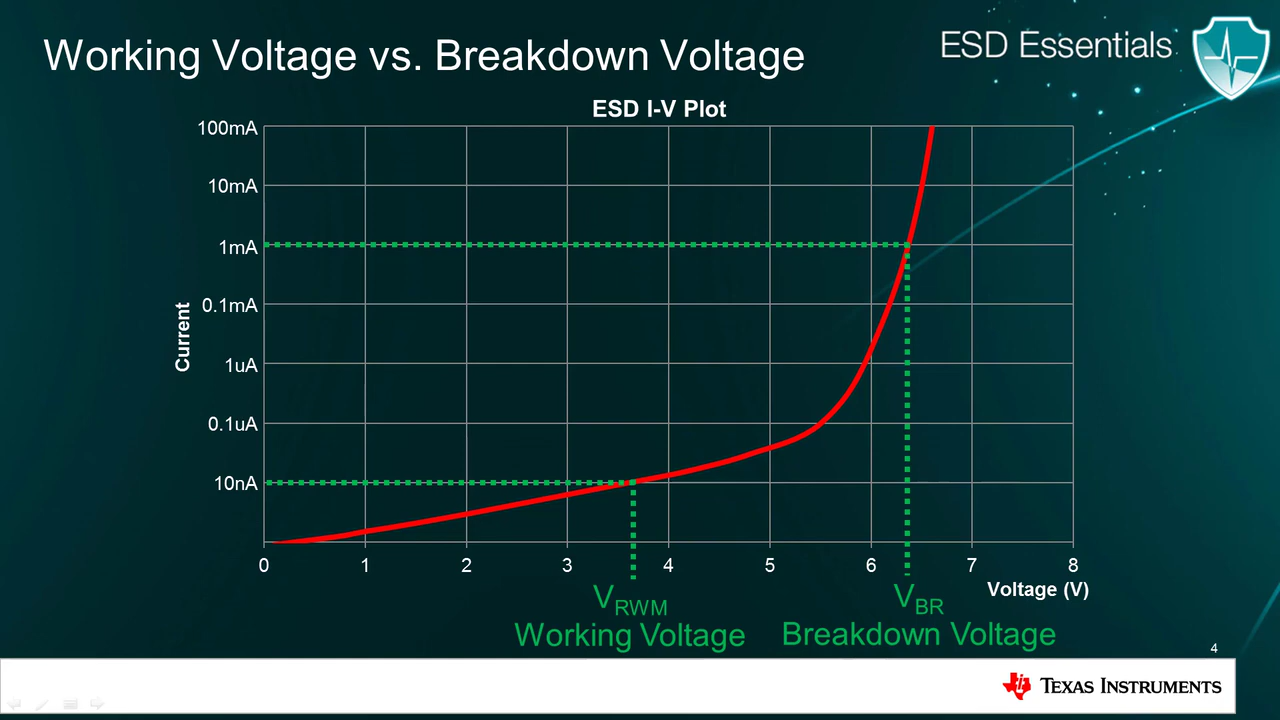 Working Voltage vs. Breakdown Voltage
ESD Essentials
ESD I-V Plot
100mA
10mA
1mA
0.1mA
1uA
0.1uA
10nA
Current
0 1 2 3 4 5 6 7 8
Voltage (V)
VRWM
Working Voltage
VBR
Breakdown Voltage
4
TEXAS INSTRUMENTS